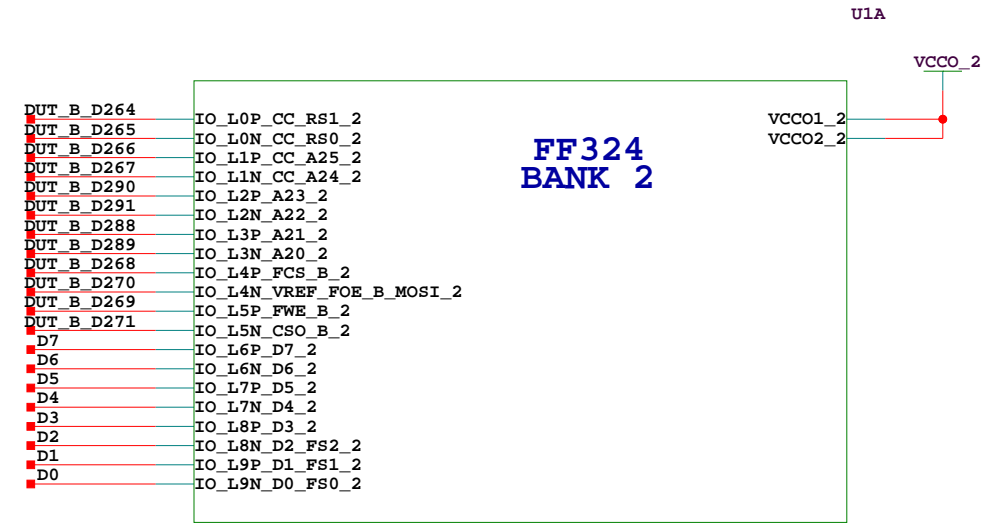 U1A
VCCO_2
DUT_B_D264
IO_L0P_CC_RS1_2
VCCO1_2
DUT_B_D265
IO_L0N_CC_RS0_2
VCCO2_2
DUT_B_D266
IO_L1P_CC_A25_2
FF324
DUT_B_D267
IO_L1N_CC_A24_2
BANK 2
DUT_B_D290
IO_L2P_A23_2
DUT_B_D291
IO_L2N_A22_2
DUT_B_D288
IO_L3P_A21_2
DUT_B_D289
IO_L3N_A20_2
DUT_B_D268
IO_L4P_FCS_B_2
DUT_B_D270
IO_L4N_VREF_FOE_B_MOSI_2
DUT_B_D269
IO_L5P_FWE_B_2
DUT_B_D271
IO_L5N_CSO_B_2
D7
IO_L6P_D7_2
D6
IO_L6N_D6_2
D5
IO_L7P_D5_2
D4
IO_L7N_D4_2
D3
IO_L8P_D3_2
D2
IO_L8N_D2_FS2_2
D1
IO_L9P_D1_FS1_2
D0
IO_L9N_D0_FS0_2